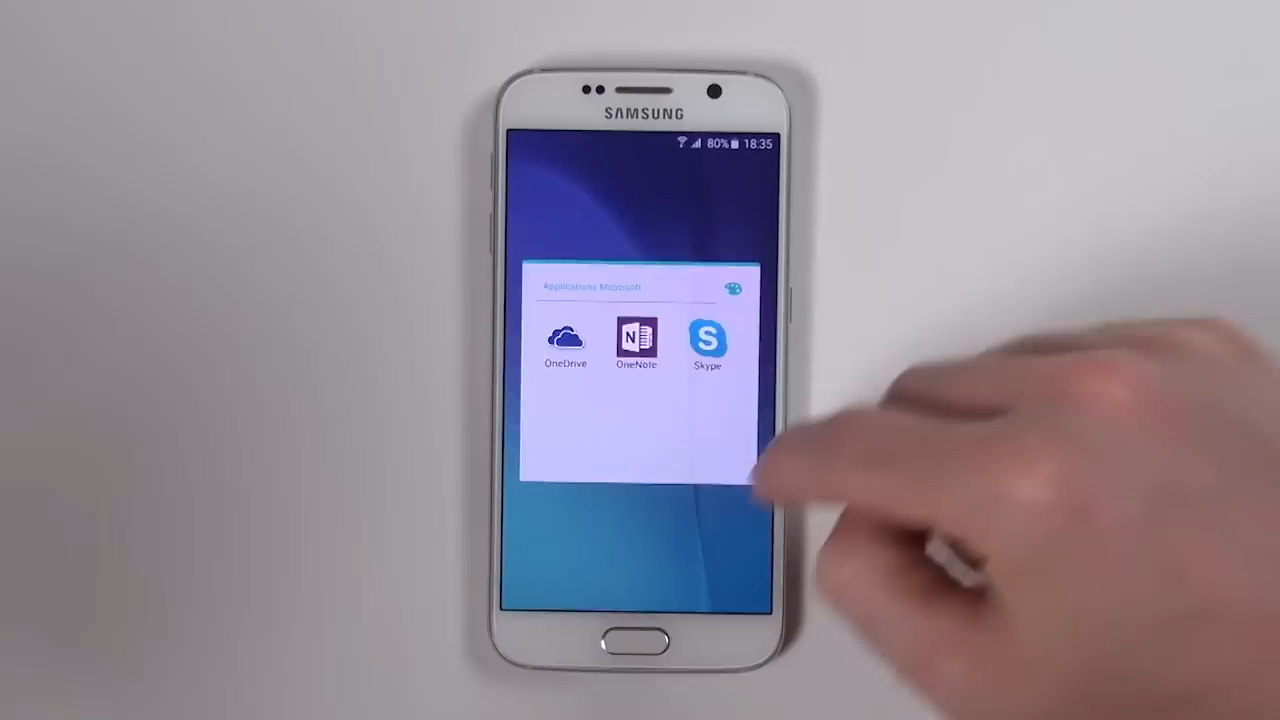 SAMSUNG
80% 18:35
Applications Microsoft
N S
OneDrive OneNote Skype